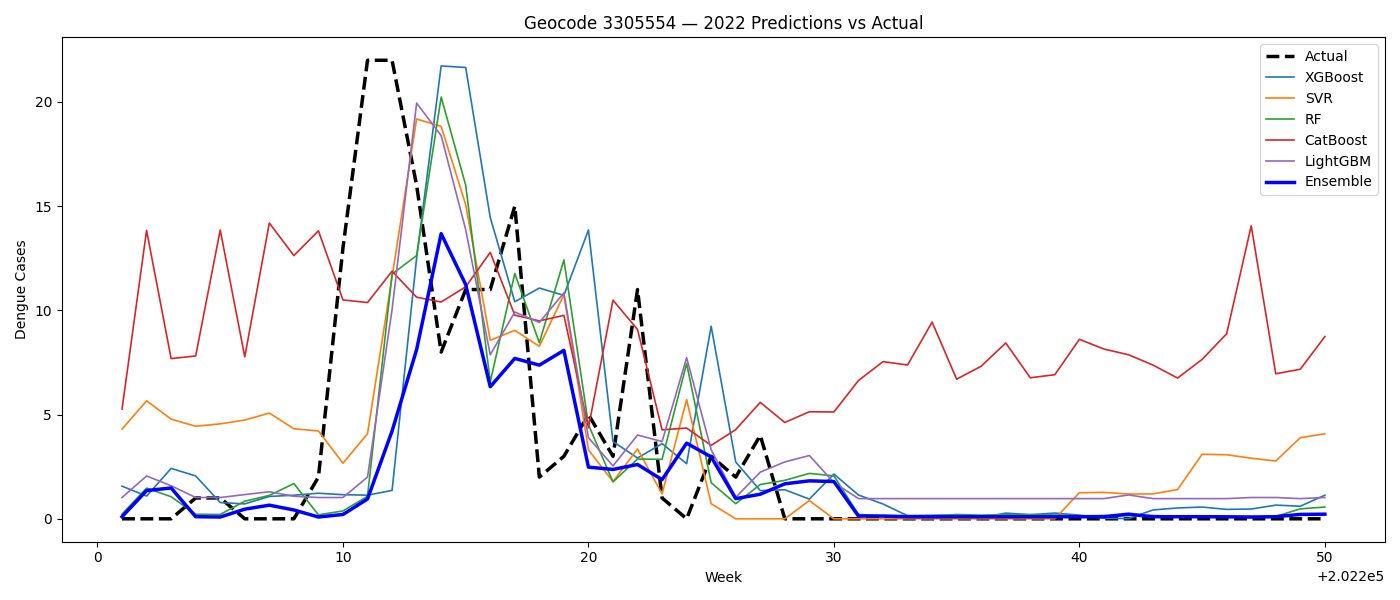 Geocode 3305554 — 2022 Predictions vs Actual
Dengue Cases
20
15
10
5
0
Actual
XGBoost
SVR
RF
CatBoost
LightGBM
Ensemble
0 10 20 30 40 50
Week
+2.022e5